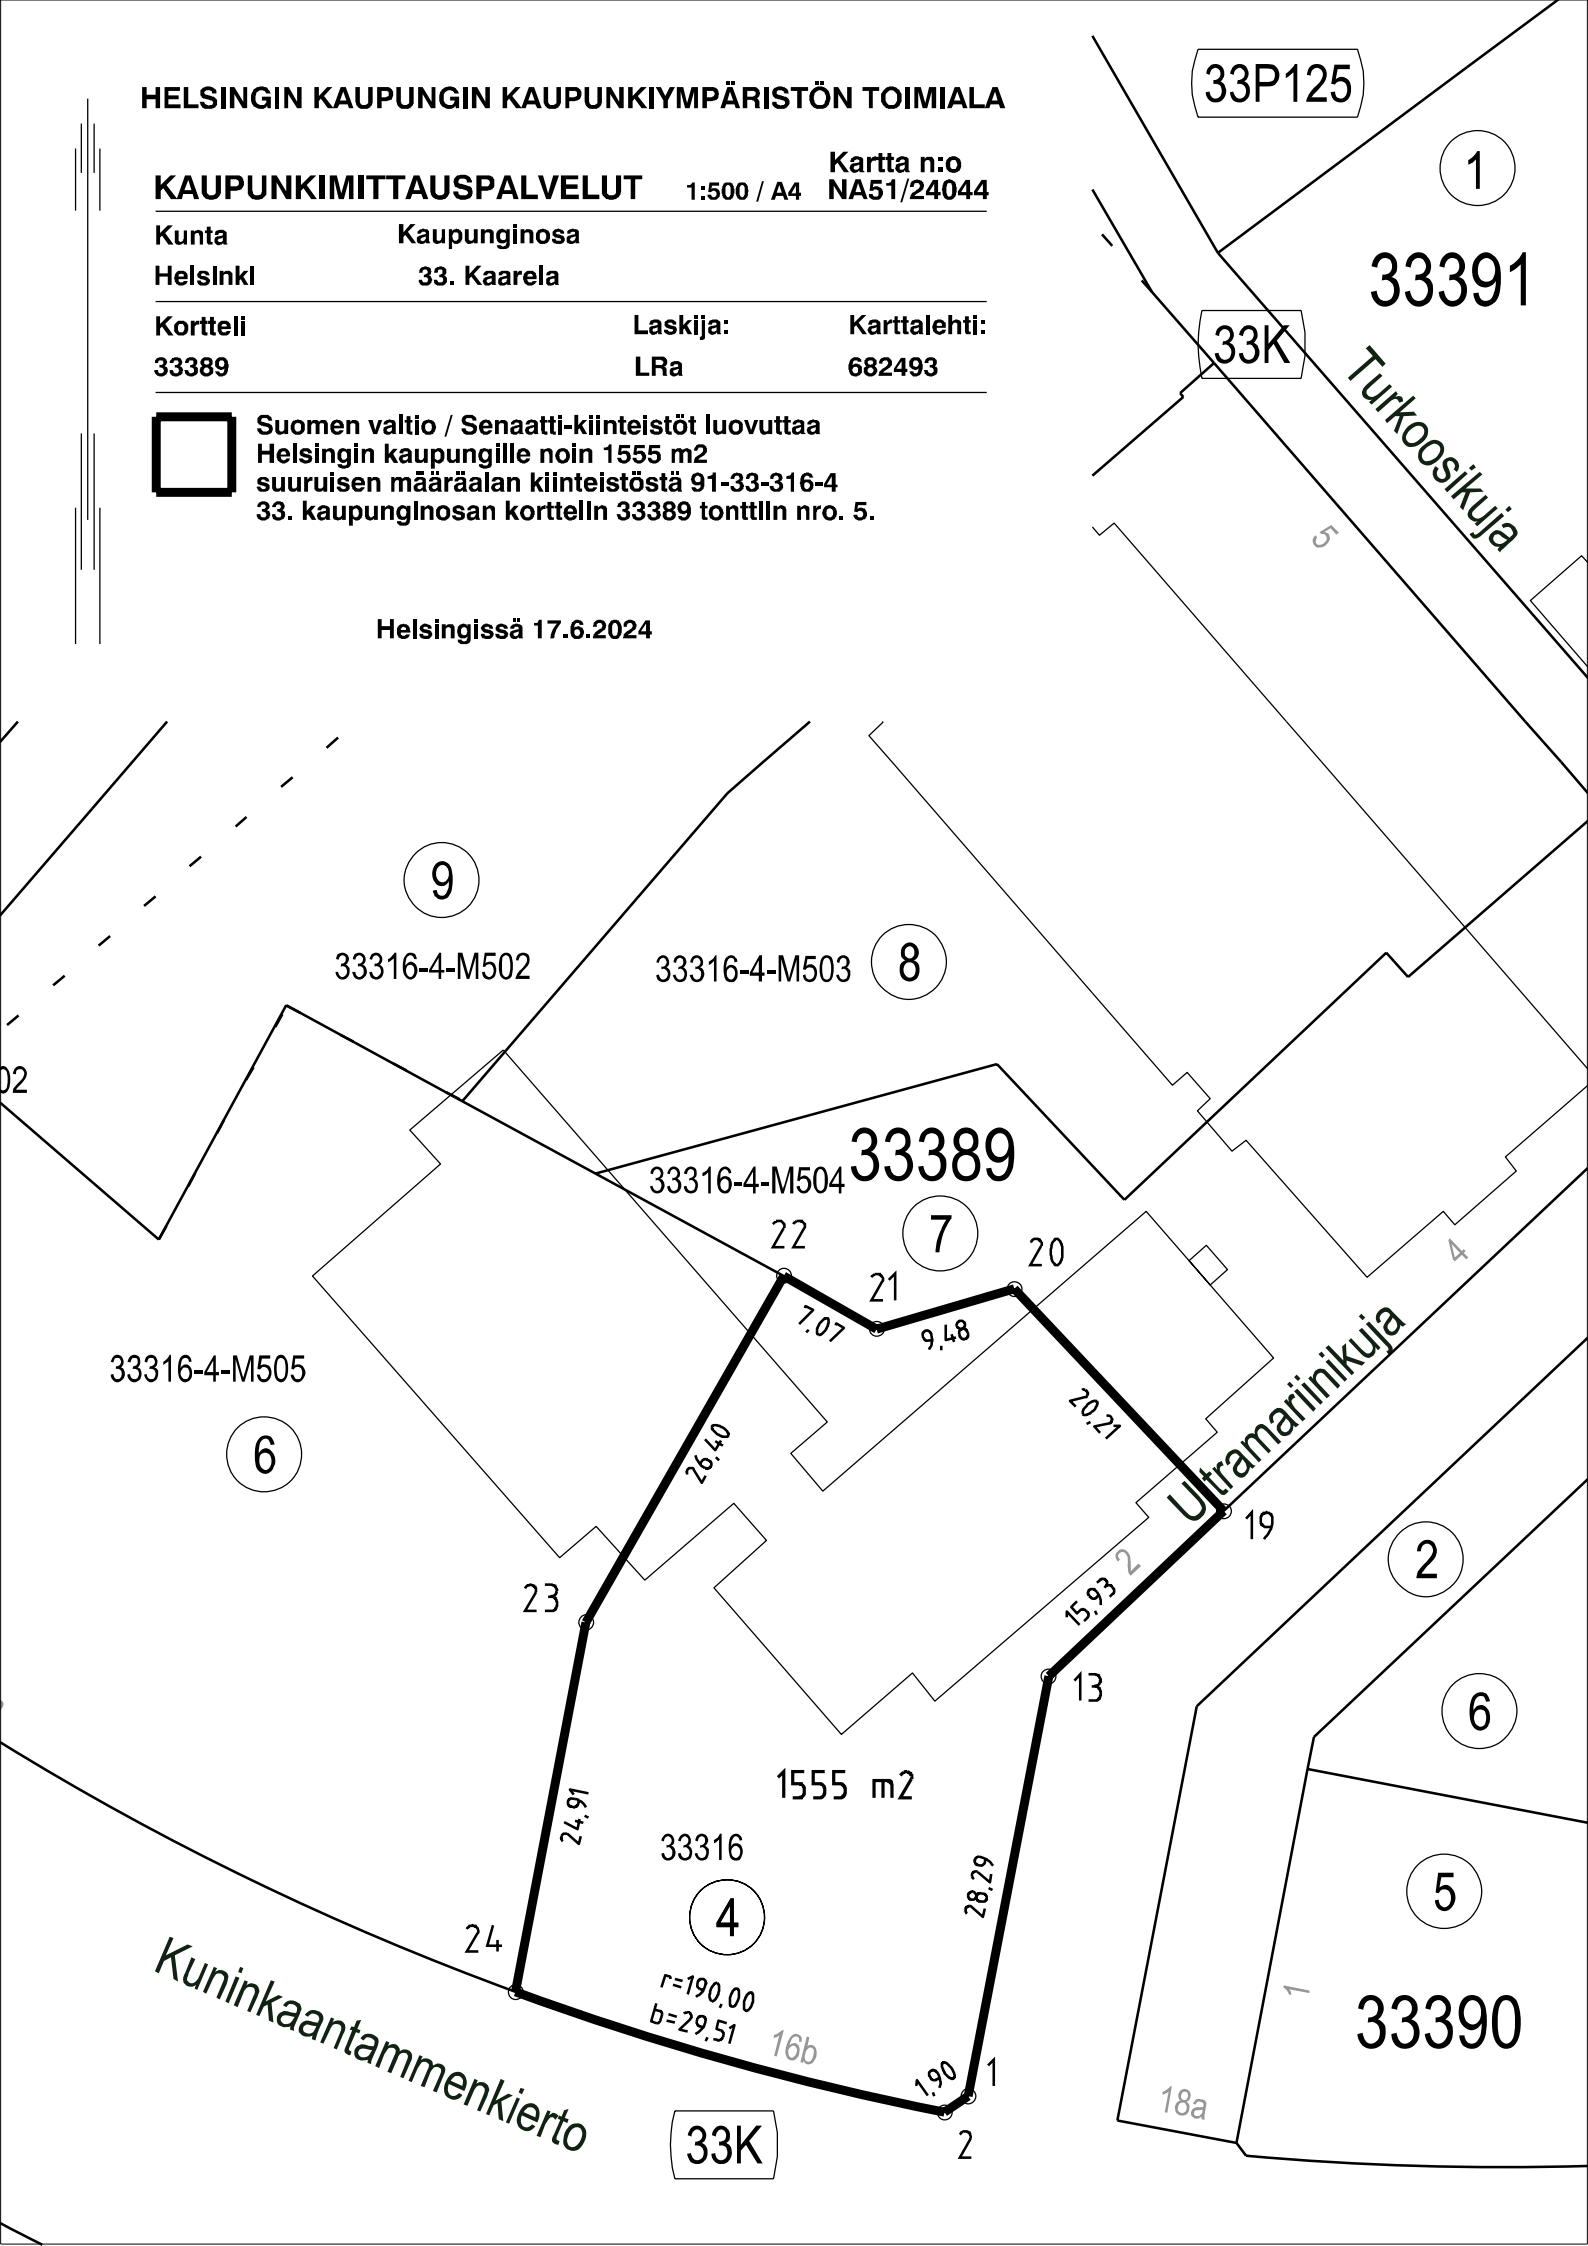 HELSINGIN KAUPUNGIN KAUPUNKIYMPÄRISTÖN TOIMIALA
KAUPUNKIMITTAUSPALVELUT 1:500 / A4 Kartta n:o NA51/24044
Kunta Kaupunginosa
Helsinki 33. Kaarela
Kortteli Laskija: Karttalehti:
33389 LRa 682493
Suomen valtio / Senaatti-kiinteistöt luovuttaa
Helsingin kaupungille noin 1555 m2
suuruisen määräalan kiinteistöstä 91-33-316-4
33. kaupunginosan korttelin 33389 tonttiin nro. 5.
Helsingissä 17.6.2024
33P125
1
33391
33K
Turkoosikuja
5
9
33316-4-M502
33316-4-M503 8
02
33389
33316-4-M504
7
22
21
20
7.07
9.48
4
33316-4-M505
6
26.40
20.21
Ultramariinikuja
19
2
2
23
15.93
13
6
1555 m2
24.91
33316
4
28.29
5
24
r=190.00
b=29.51
16b
1
33390
Kuninkaantammenkierto
1.90
1
2
18a
33K